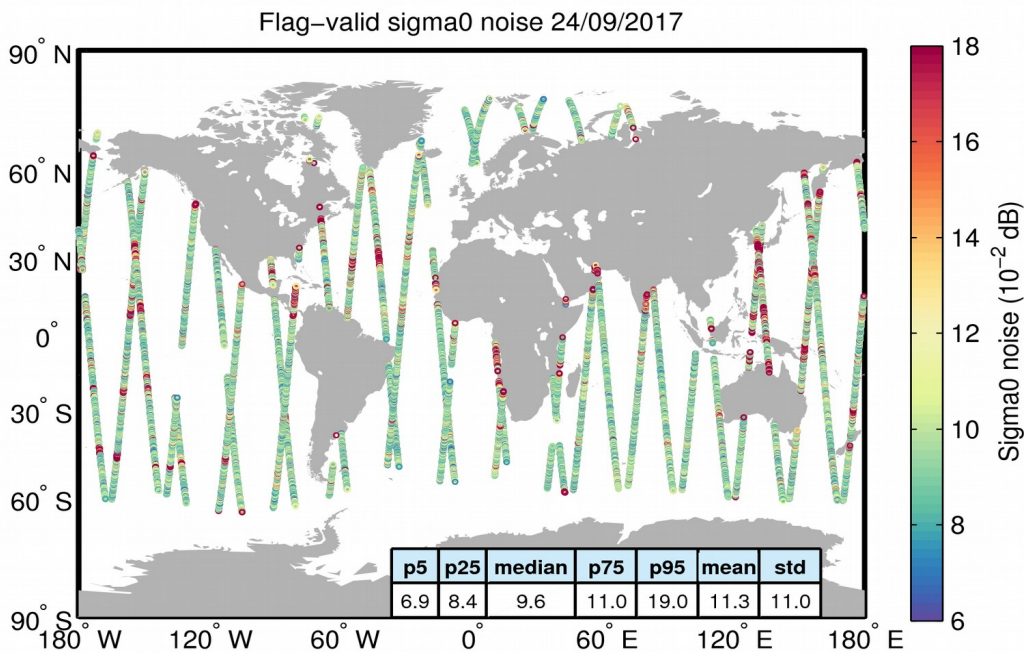 Flag−valid sigma0 noise 24/09/2017
90° N
60° N
30° N
0°
30° S
60° S
90° S
180° W
120° W
60° W
0°
60° E
120° E
180° E
p5 p25 median p75 p95 mean std
6.9 8.4 9.6 11.0 19.0 11.3 11.0
18
16
14
12
10
8
6
Sigma0 noise (10⁻² dB)